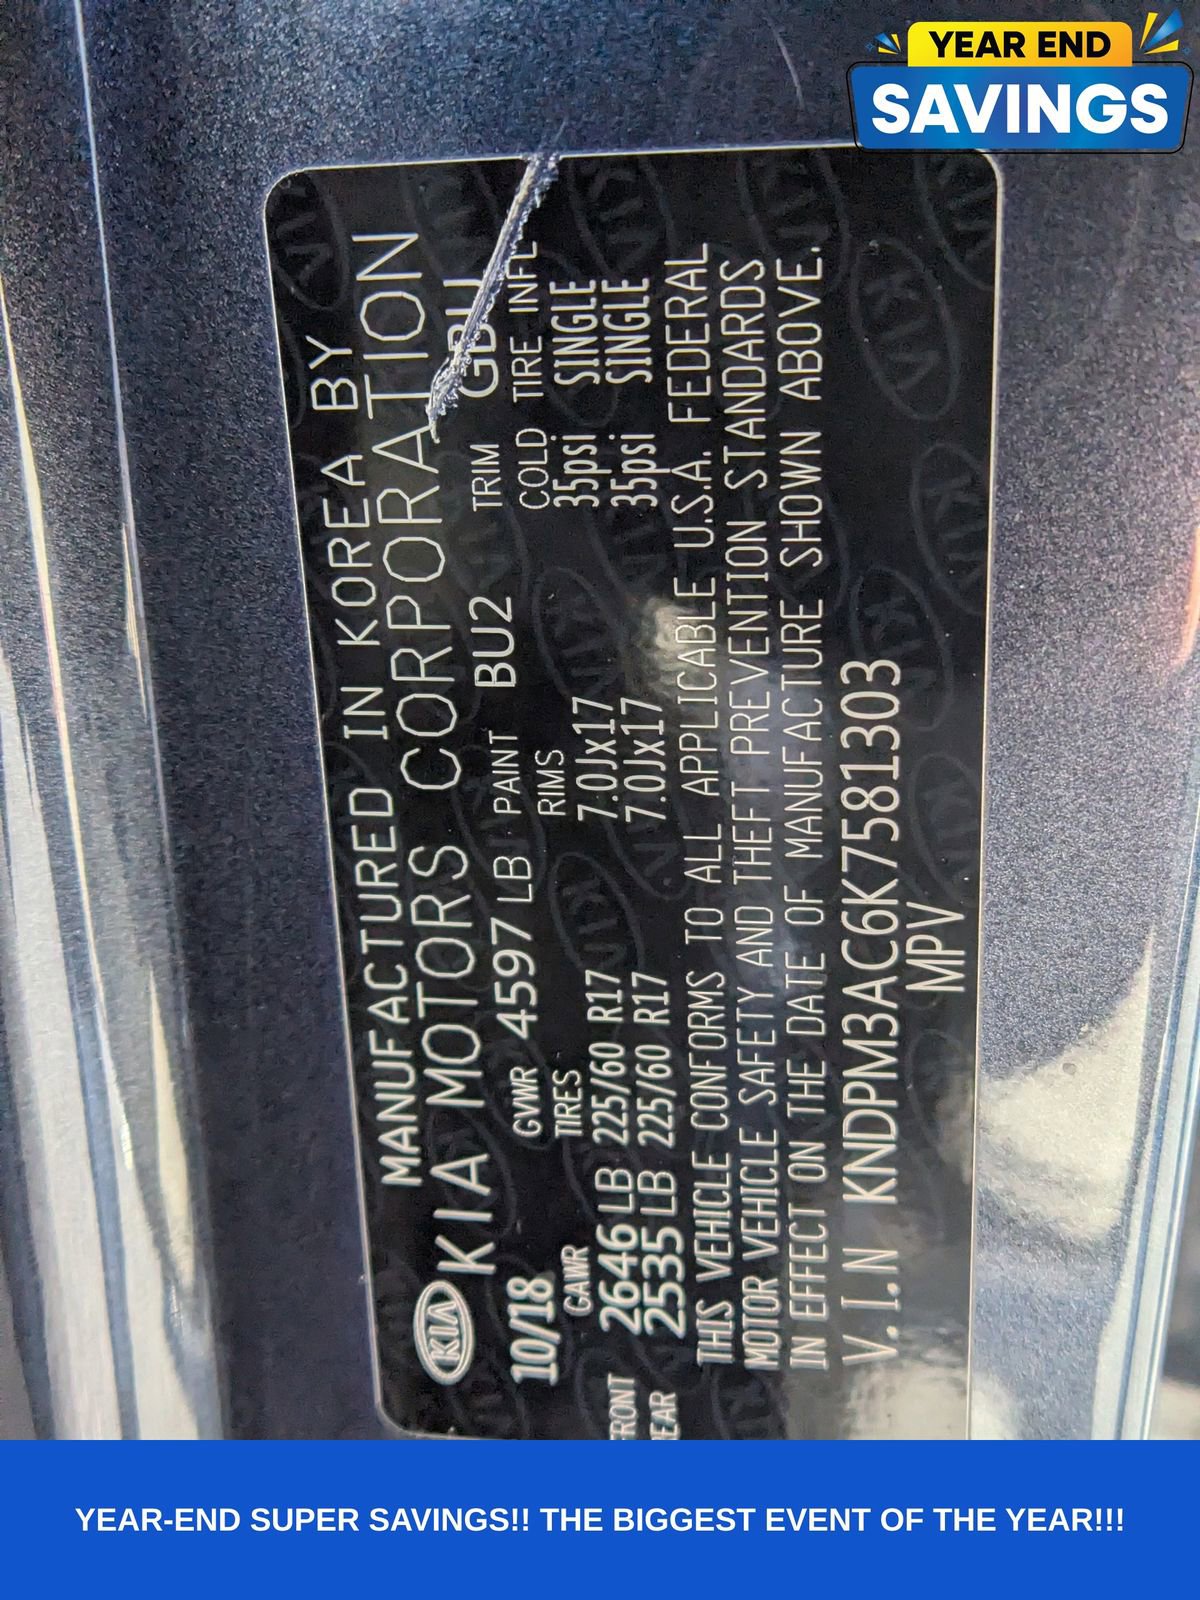 YEAR END
SAVINGS
MANUFACTURED IN KOREA BY
KIA KIA MOTORS CORPORATION
10/18 GVWR 4597 LB PAINT BU2 TRIM GBU
GAWR TIRES RIMS COLD TIRE INFL
FRONT 2646 LB 225/60 R17 7.0Jx17 35psi SINGLE
REAR 2535 LB 225/60 R17 7.0Jx17 35psi SINGLE
THIS VEHICLE CONFORMS TO ALL APPLICABLE U.S.A. FEDERAL
MOTOR VEHICLE SAFETY AND THEFT PREVENTION STANDARDS
IN EFFECT ON THE DATE OF MANUFACTURE SHOWN ABOVE.
V.I.N KNDPM3AC6K7581303
MPV
YEAR-END SUPER SAVINGS!! THE BIGGEST EVENT OF THE YEAR!!!